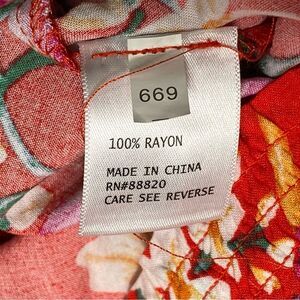 669
100% RAYON
MADE IN CHINA
RN#88820
CARE SEE REVERSE